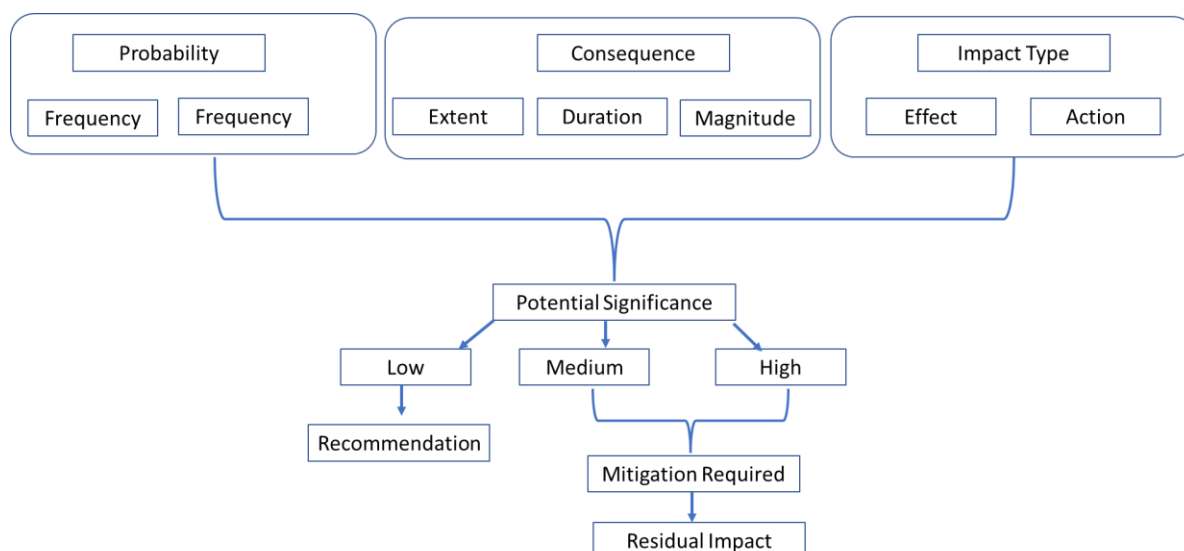 Probability
Consequence
Impact Type
Frequency
Frequency
Extent
Duration
Magnitude
Effect
Action
Potential Significance
Low
Medium
High
Recommendation
Mitigation Required
Residual Impact